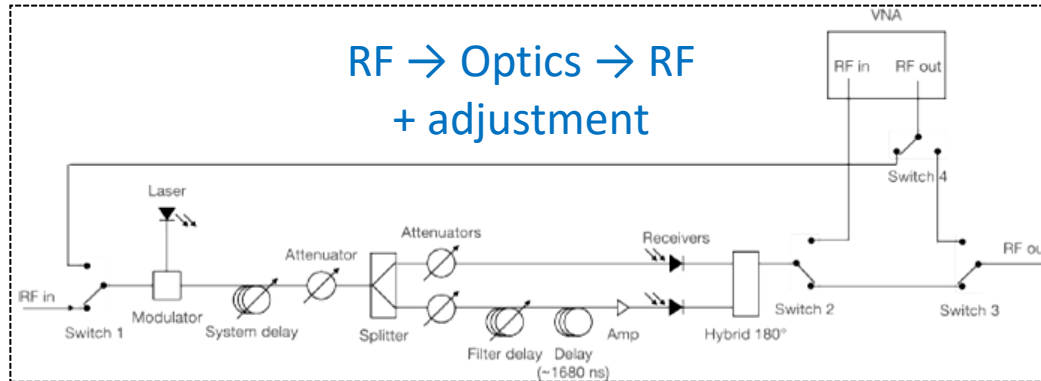 VNA
RF → Optics → RF
+ adjustment
RF in
RF out
Switch 4
Laser
Attenuator
Attenuators
Receivers
RF ou
RF in
Switch 1
Modulator
System delay
Splitter
Filter delay
Delay
(~1680 ns)
Amp
Hybrid 180°
Switch 2
Switch 3